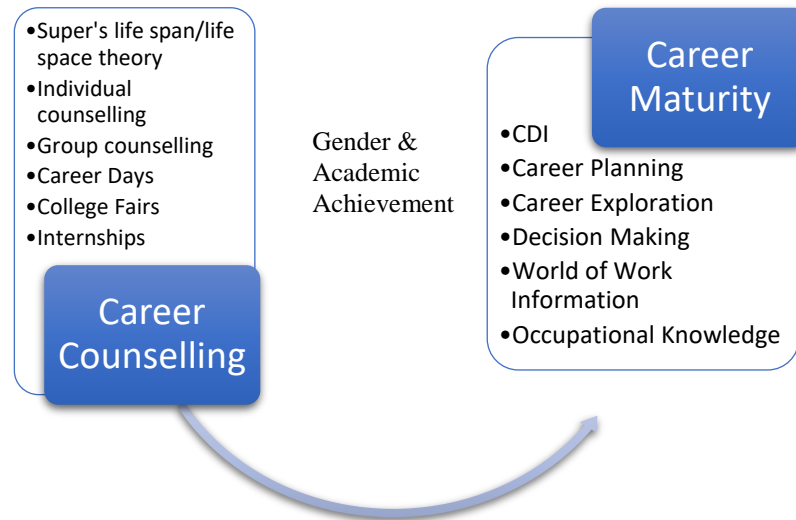 •Super's life span/life
space theory
•Individual
counselling
•Group counselling
•Career Days
•College Fairs
•Internships
Career
Counselling
Gender &
Academic
Achievement
Career
Maturity
•CDI
•Career Planning
•Career Exploration
•Decision Making
•World of Work
Information
•Occupational Knowledge